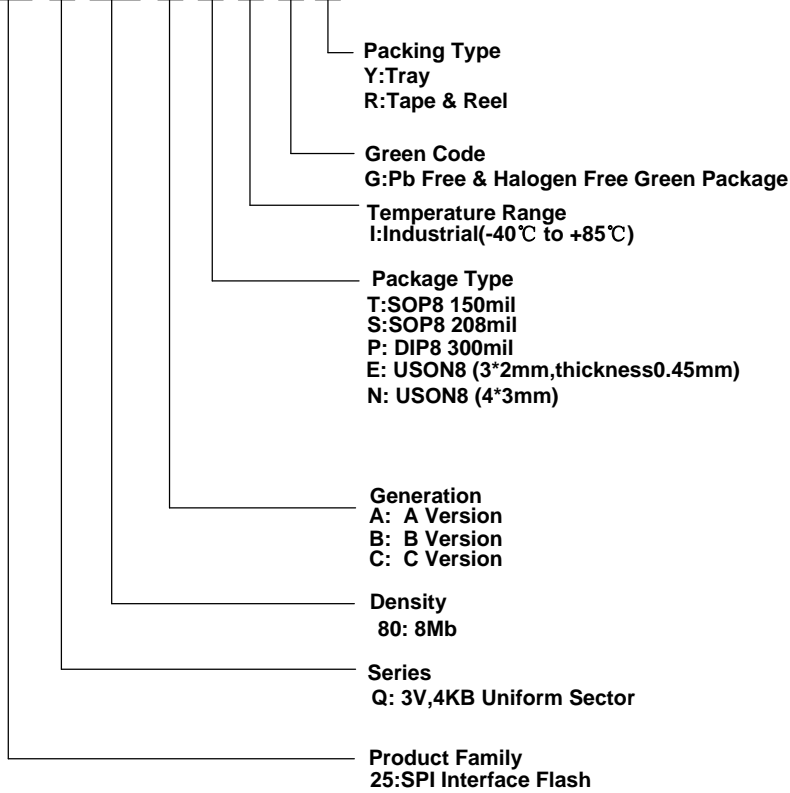 Packing Type
Y:Tray
R:Tape & Reel
Green Code
G:Pb Free & Halogen Free Green Package
Temperature Range
I:Industrial(-40℃ to +85℃)
Package Type
T:SOP8 150mil
S:SOP8 208mil
P: DIP8 300mil
E: USON8 (3*2mm,thickness0.45mm)
N: USON8 (4*3mm)
Generation
A: A Version
B: B Version
C: C Version
Density
80: 8Mb
Series
Q: 3V,4KB Uniform Sector
Product Family
25:SPI Interface Flash